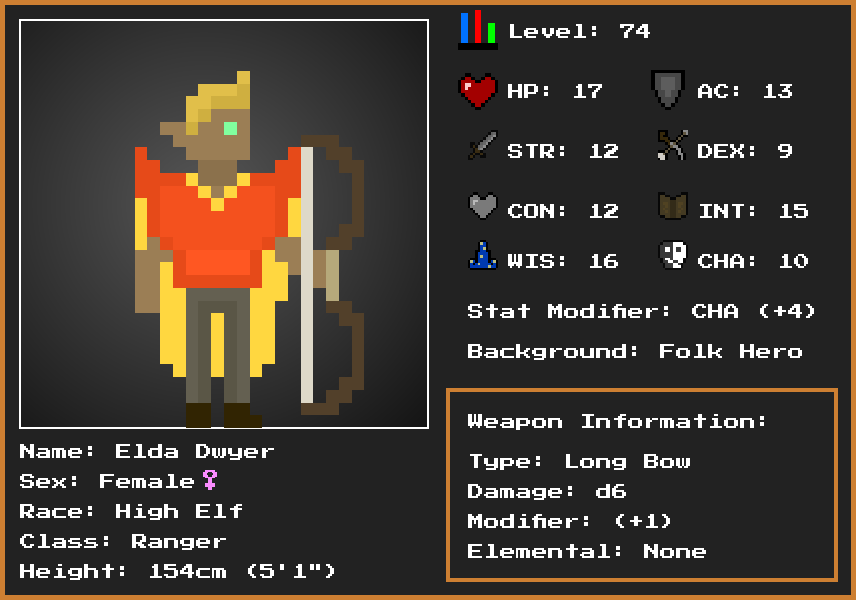 Level: 74
HP: 17 AC: 13
STR: 12 DEX: 9
CON: 12 INT: 15
WIS: 16 CHA: 10
Stat Modifier: CHA (+4)
Background: Folk Hero
Weapon Information:
Type: Long Bow
Damage: d6
Modifier: (+1)
Elemental: None
Name: Elda Dwyer
Sex: Female♀
Race: High Elf
Class: Ranger
Height: 154cm (5'1")